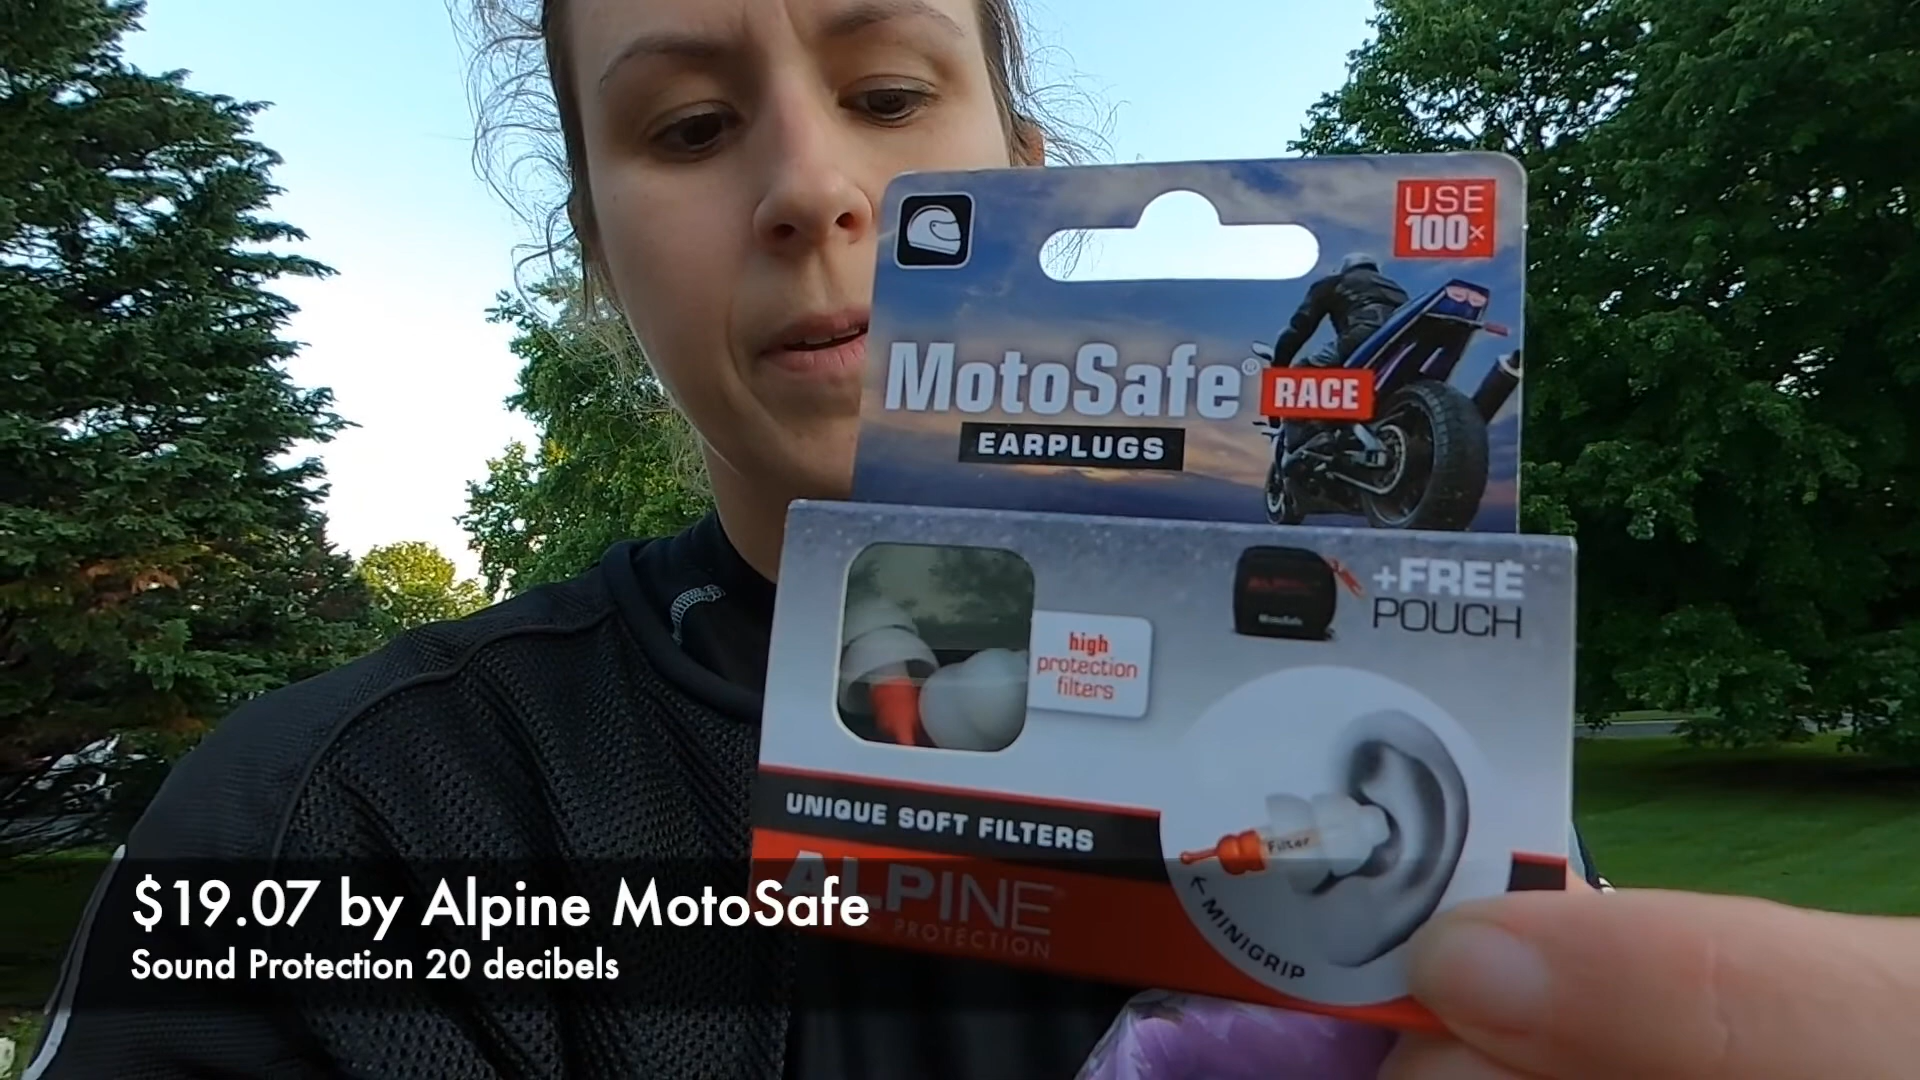 USE
100x
MotoSafe® RACE
EARPLUGS
+FREE
POUCH
high
protection
filters
UNIQUE SOFT FILTERS
Filter
MINIGRIP
ALPINE
PROTECTION
$19.07 by Alpine MotoSafe
Sound Protection 20 decibels